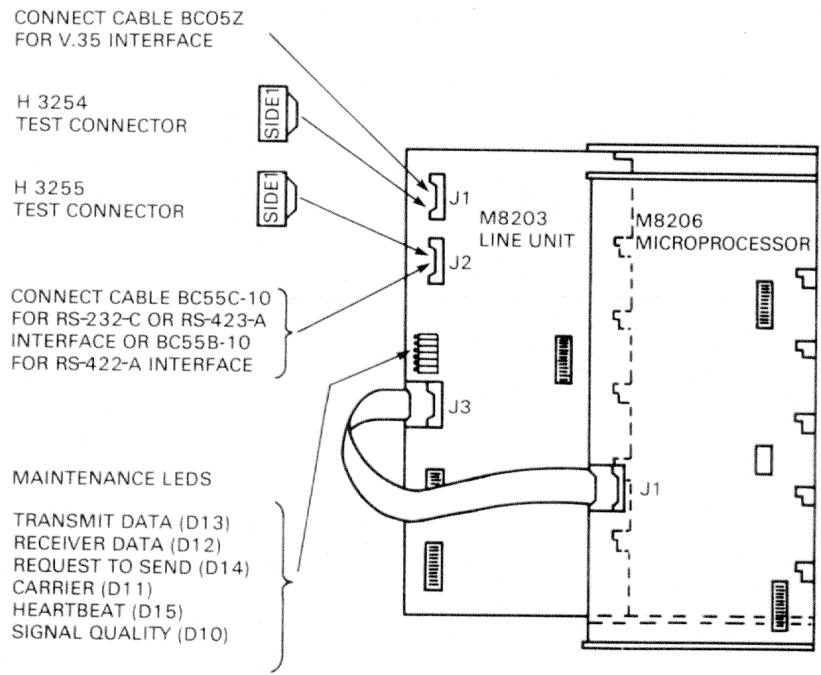 CONNECT CABLE BC05Z
FOR V.35 INTERFACE
H 3254
TEST CONNECTOR
SIDE1
H 3255
TEST CONNECTOR
SIDE1
CONNECT CABLE BC55C-10
FOR RS-232-C OR RS-423-A
INTERFACE OR BC55B-10
FOR RS-422-A INTERFACE
MAINTENANCE LEDS
TRANSMIT DATA (D13)
RECEIVER DATA (D12)
REQUEST TO SEND (D14)
CARRIER (D11)
HEARTBEAT (D15)
SIGNAL QUALITY (D10)
J1
J2
J3
M8203
LINE UNIT
M8206
MICROPROCESSOR
J1